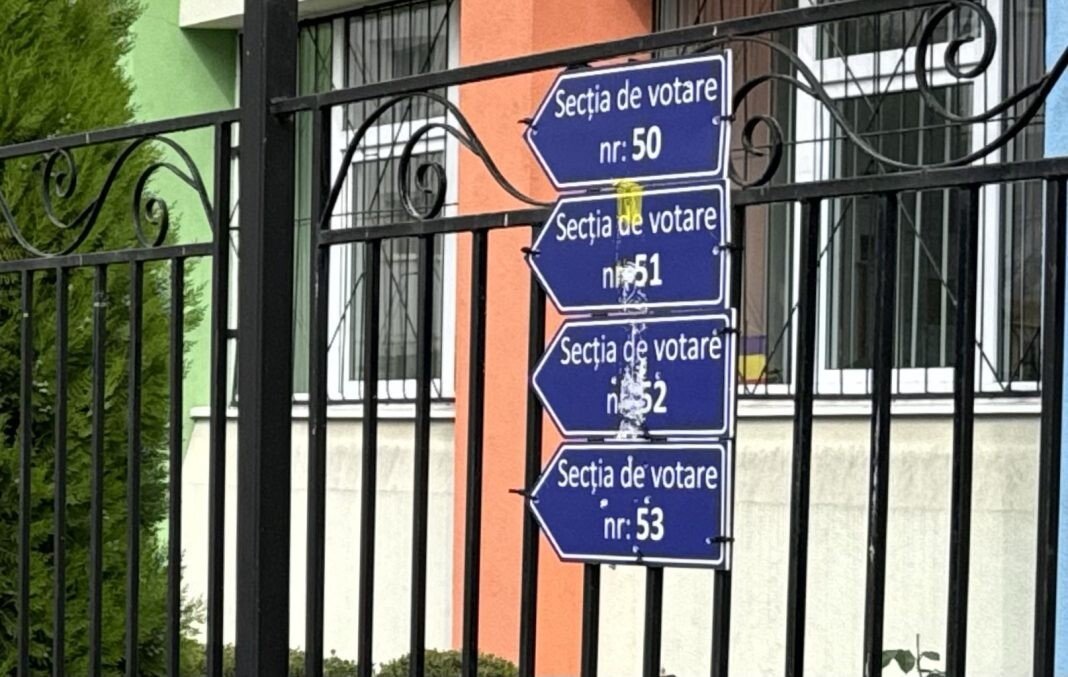 Secția de votare
nr: 50
Secția de votare
nr: 51
Secția de votare
nr: 52
Secția de votare
nr: 53